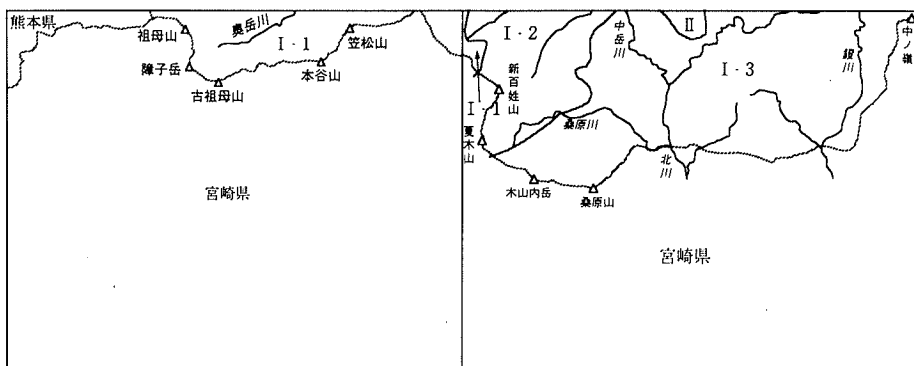 熊本県
祖母山
奥岳川
I・1
笠松山
障子岳
本谷山
古祖母山
宮崎県
I・2
中岳川
II
中ノ嶺
I・3
鐙川
新百姓山
I・1
夏木山
桑原川
北川
木山内岳
桑原山
宮崎県